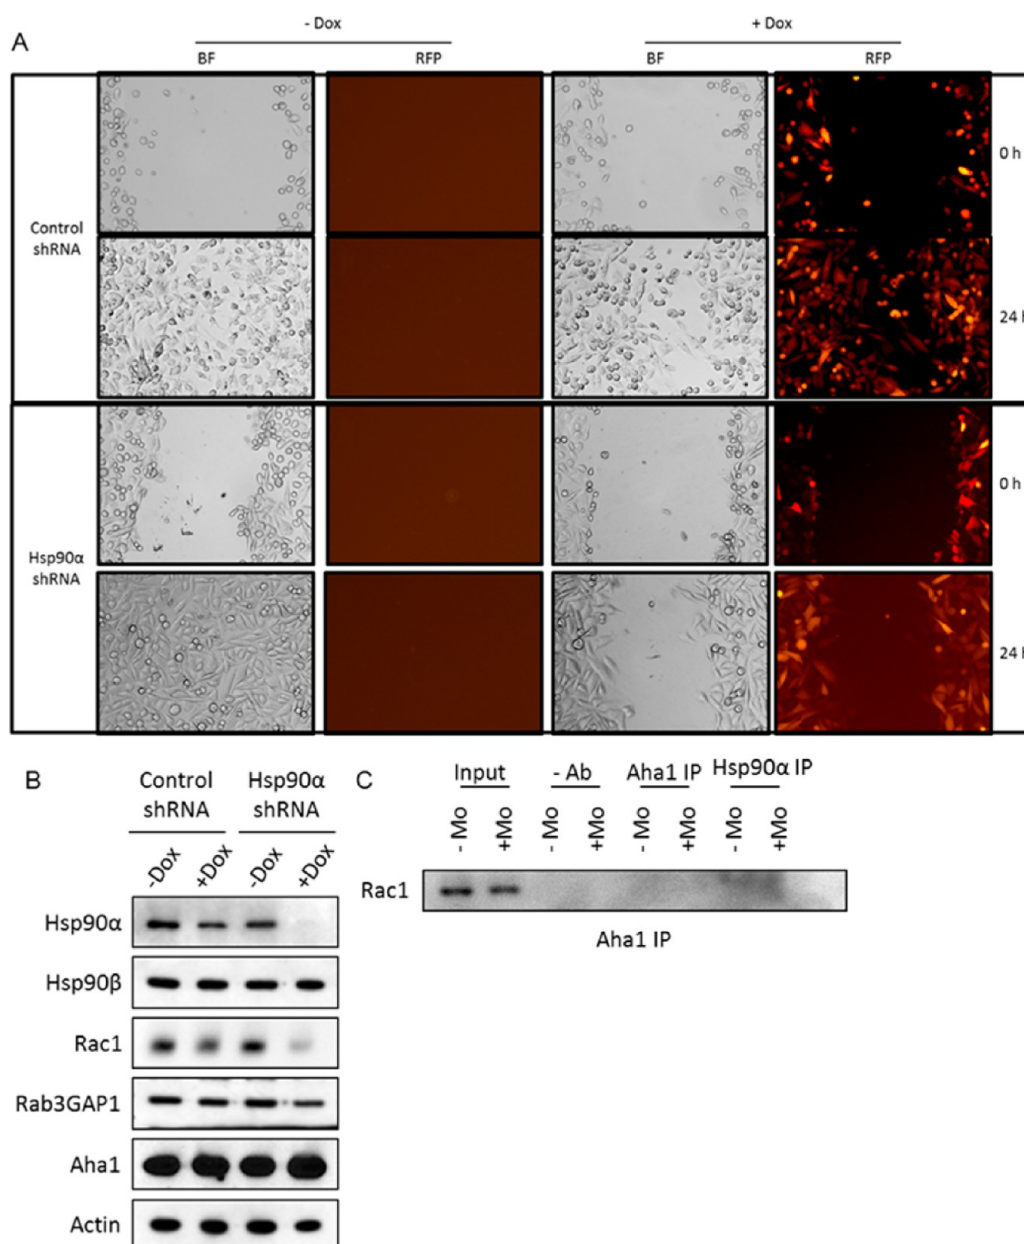 A
- Dox
+ Dox
BF
RFP
BF
RFP
Control
shRNA
0 h
24 h
Hsp90α
shRNA
0 h
24 h
B
Control
shRNA
Hsp90α
shRNA
-Dox
+Dox
-Dox
+Dox
Hsp90α
Hsp90β
Rac1
Rab3GAP1
Aha1
Actin
C
Input
- Ab
Aha1 IP
Hsp90α IP
- Mo
+Mo
- Mo
+Mo
- Mo
+Mo
- Mo
+Mo
Rac1
Aha1 IP